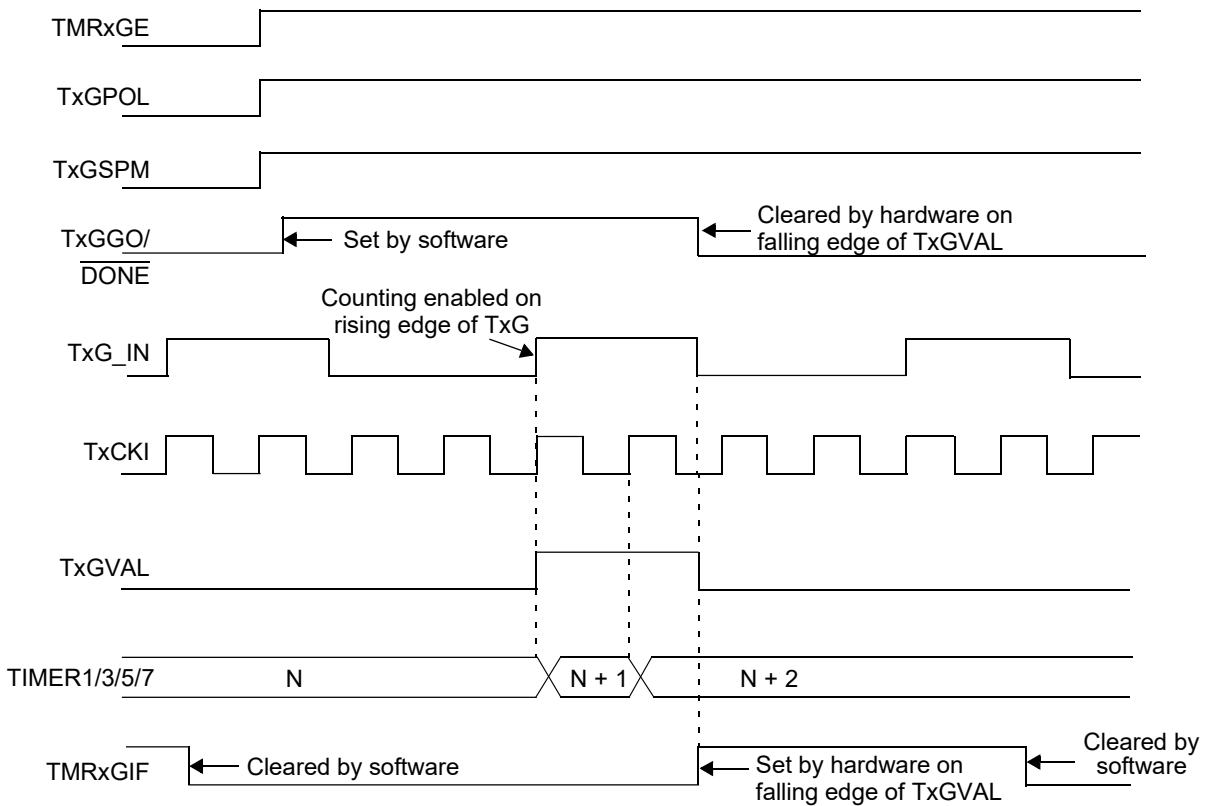 TMRxGE
TxGPOL
TxGSPM
TxGGO/
DONE
Set by software
Cleared by hardware on
falling edge of TxGVAL
Counting enabled on
rising edge of TxG
TxG_IN
TxCKI
TxGVAL
TIMER1/3/5/7
N
N + 1
N + 2
TMRxGIF
Cleared by software
Set by hardware on
falling edge of TxGVAL
Cleared by
software